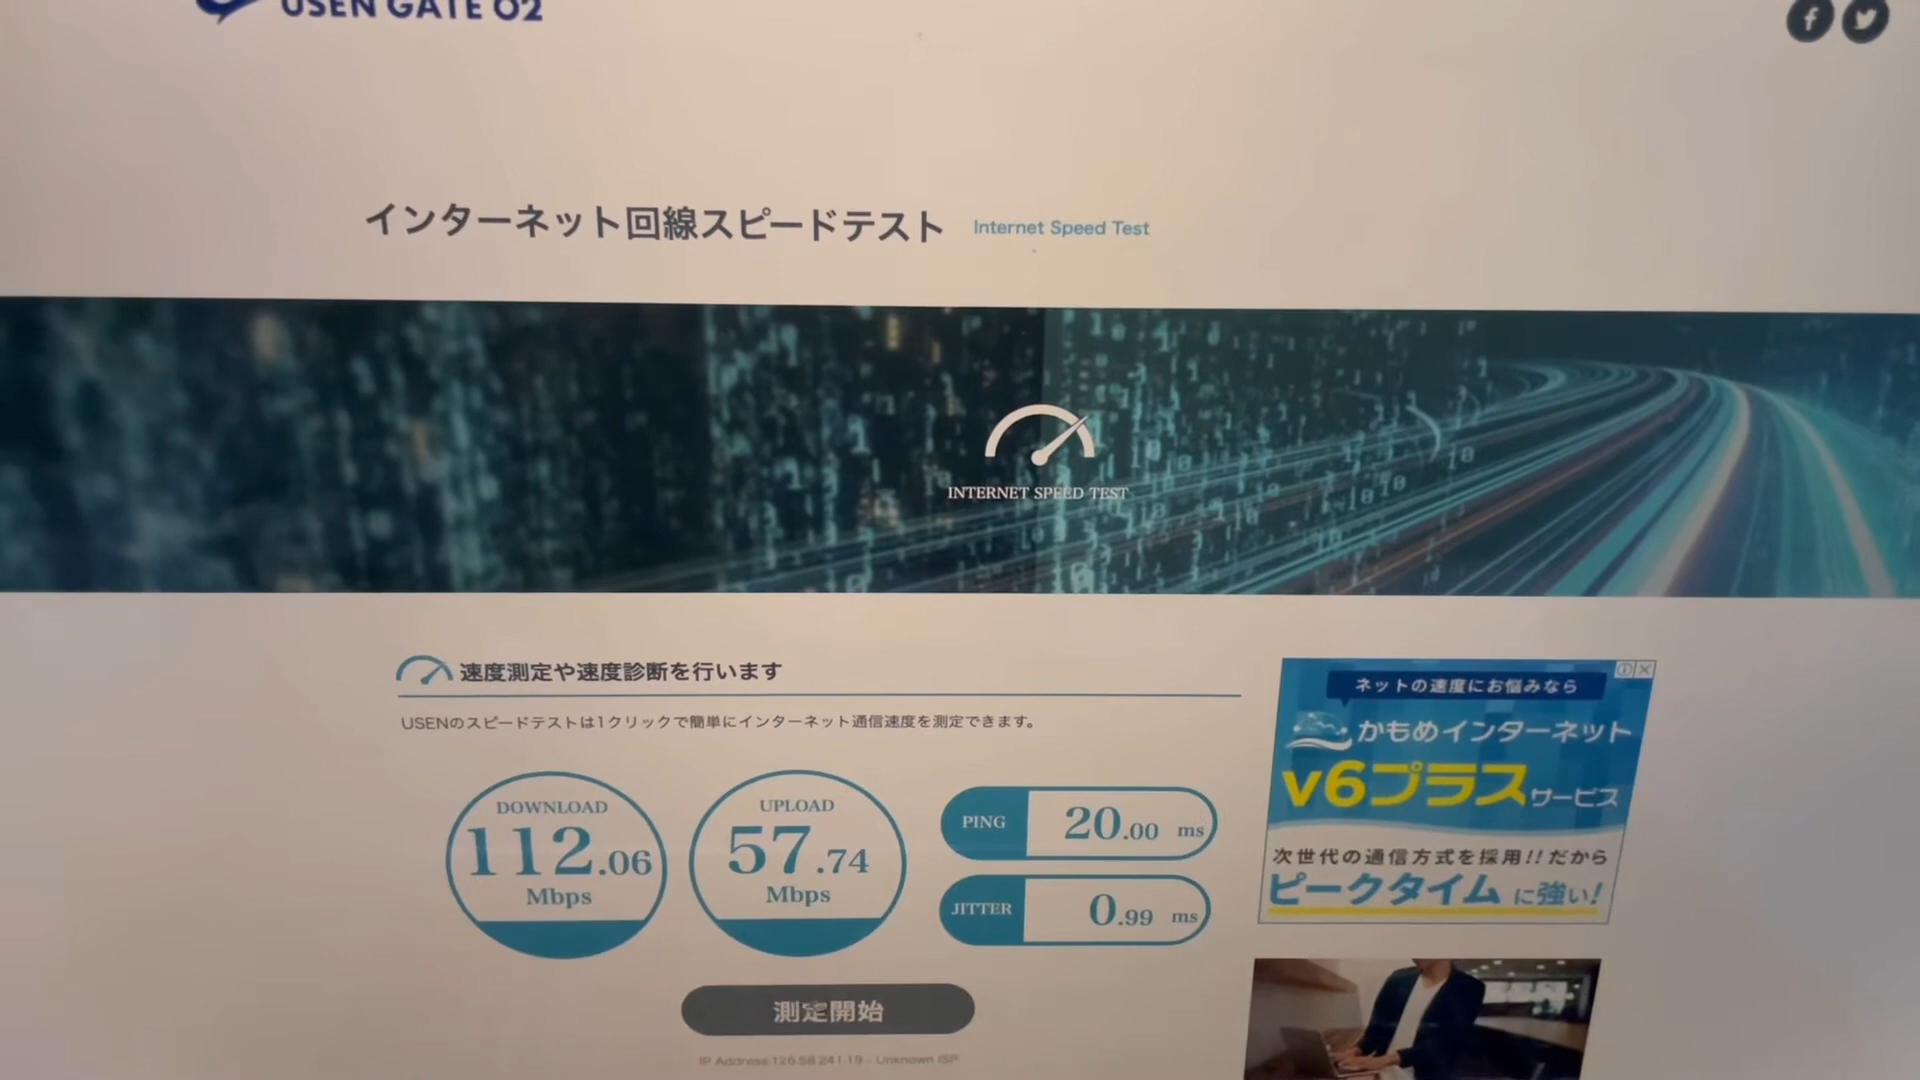 USEN GATE 02
インターネット回線スピードテスト Internet Speed Test
INTERNET SPEED TEST
速度測定や速度診断を行います
USENのスピードテストは1クリックで簡単にインターネット通信速度を測定できます。
DOWNLOAD
112.06
Mbps
UPLOAD
57.74
Mbps
PING 20.00 ms
JITTER 0.99 ms
測定開始
IP Address:126.58.241.19 - Unknown ISP
ネットの速度にお悩みなら
かもめインターネット
v6プラスサービス
次世代の通信方式を採用!!だから
ピークタイムに強い!